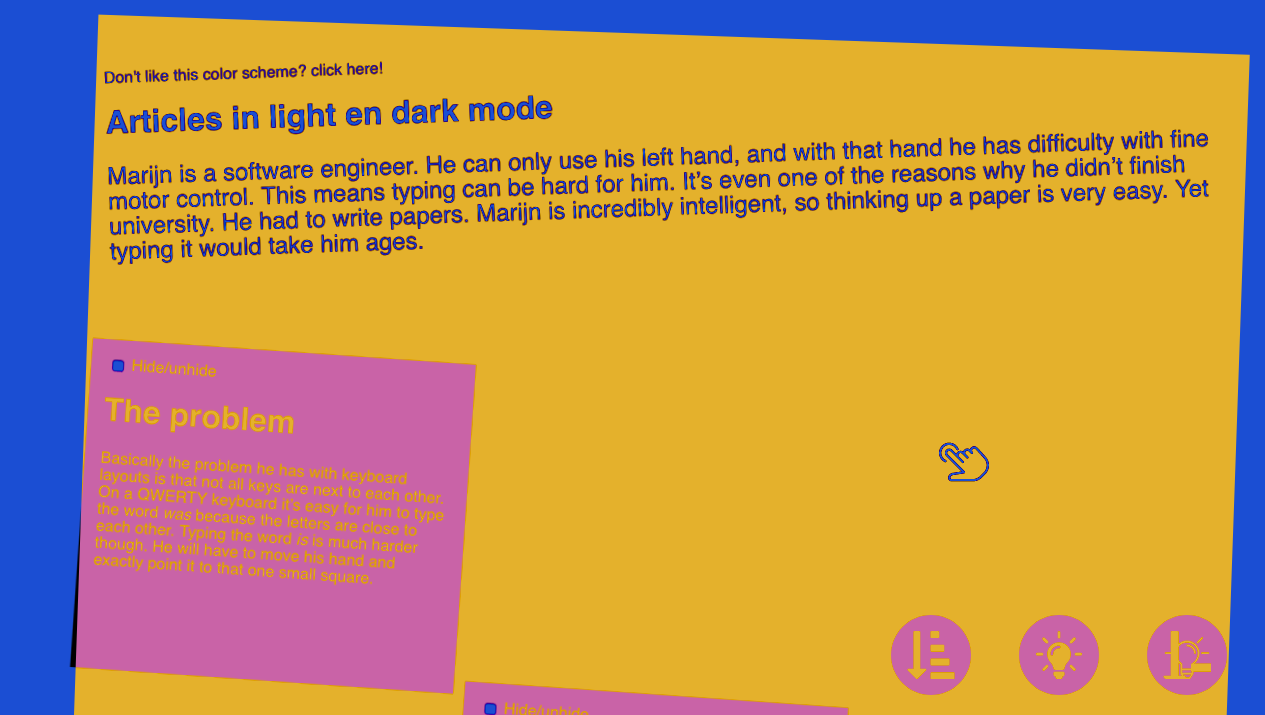 Don't like this color scheme? click here!
Articles in light en dark mode
Marijn is a software engineer. He can only use his left hand, and with that hand he has difficulty with fine
motor control. This means typing can be hard for him. It's even one of the reasons why he didn't finish
university. He had to write papers. Marijn is incredibly intelligent, so thinking up a paper is very easy. Yet
typing it would take him ages.
Hide/unhide
The problem
Basically the problem he has with keyboard
layouts is that not all keys are next to each other.
On a QWERTY keyboard it's easy for him to type
the word was because the letters are close to
each other. Typing the word is is much harder
though. He will have to move his hand and
exactly point it to that one small square.
Hide/unhide